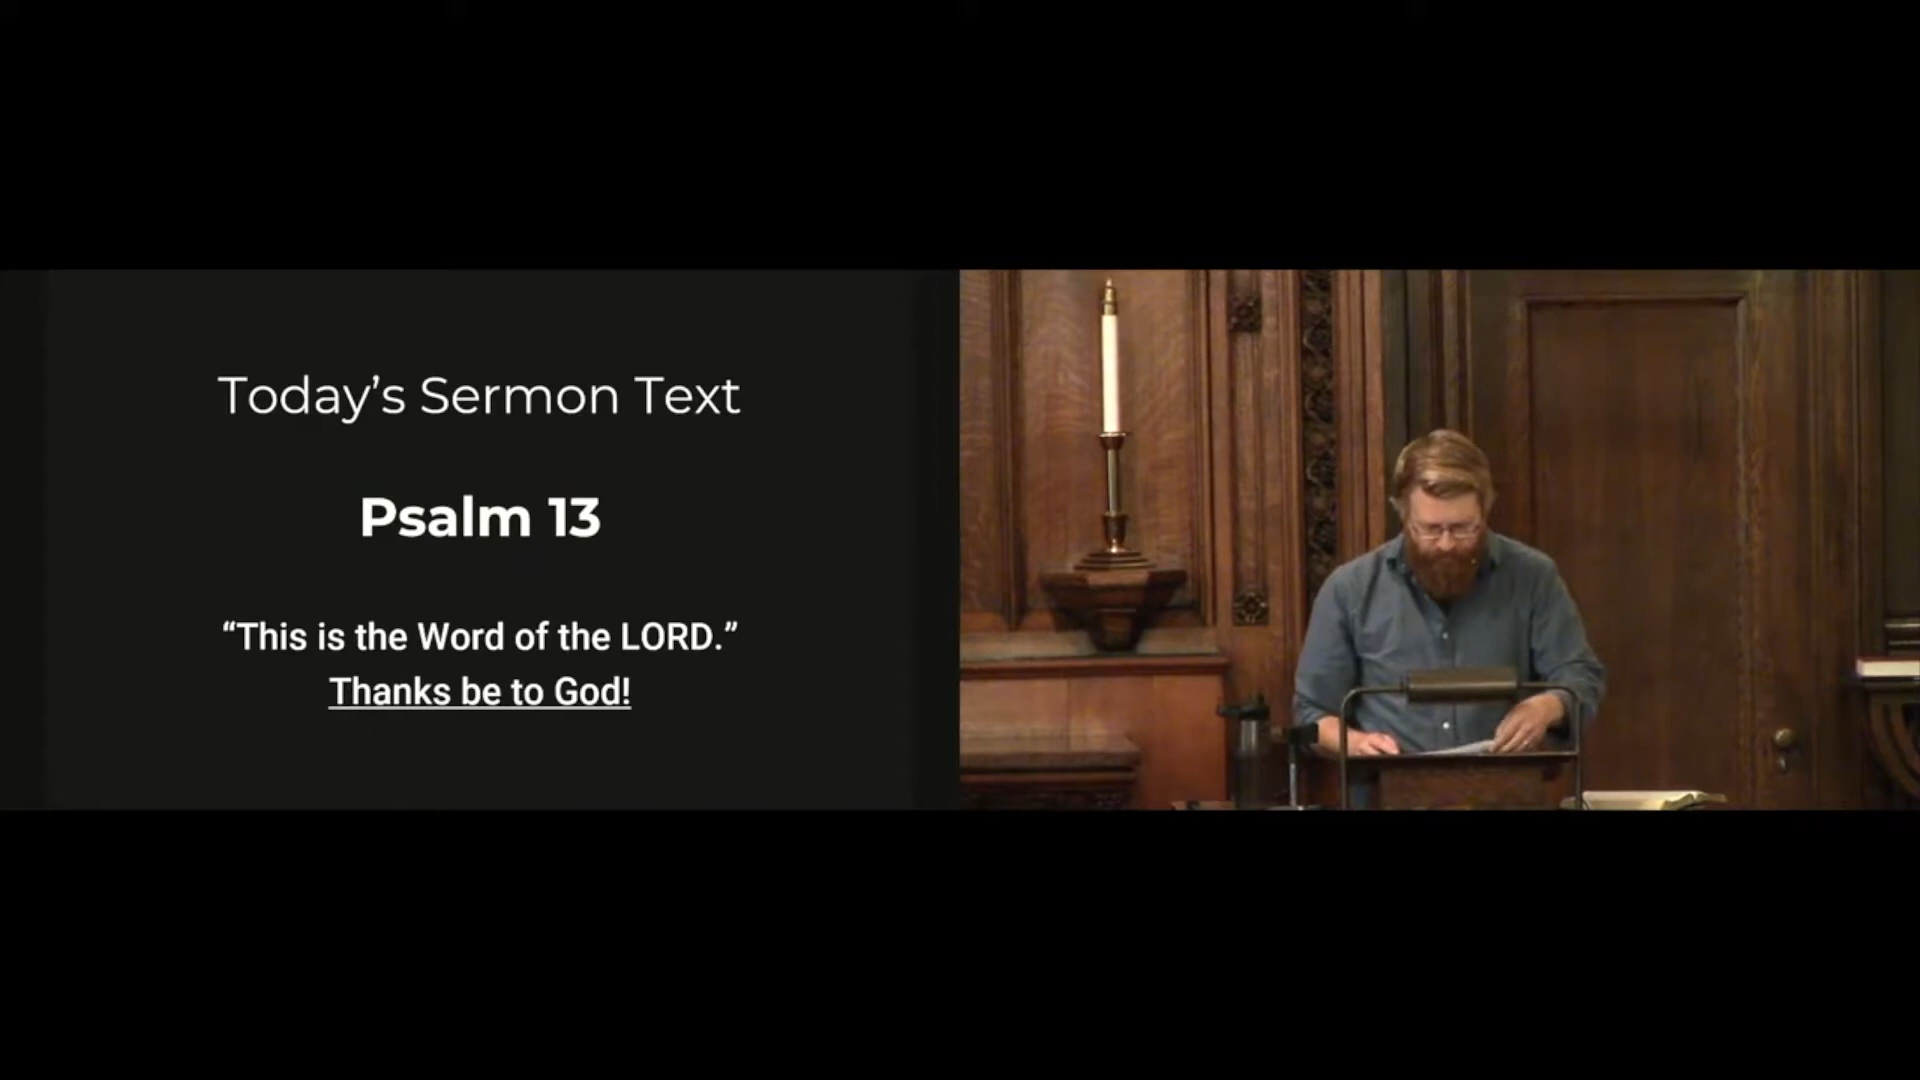 Today’s Sermon Text
Psalm 13
“This is the Word of the LORD.”
Thanks be to God!